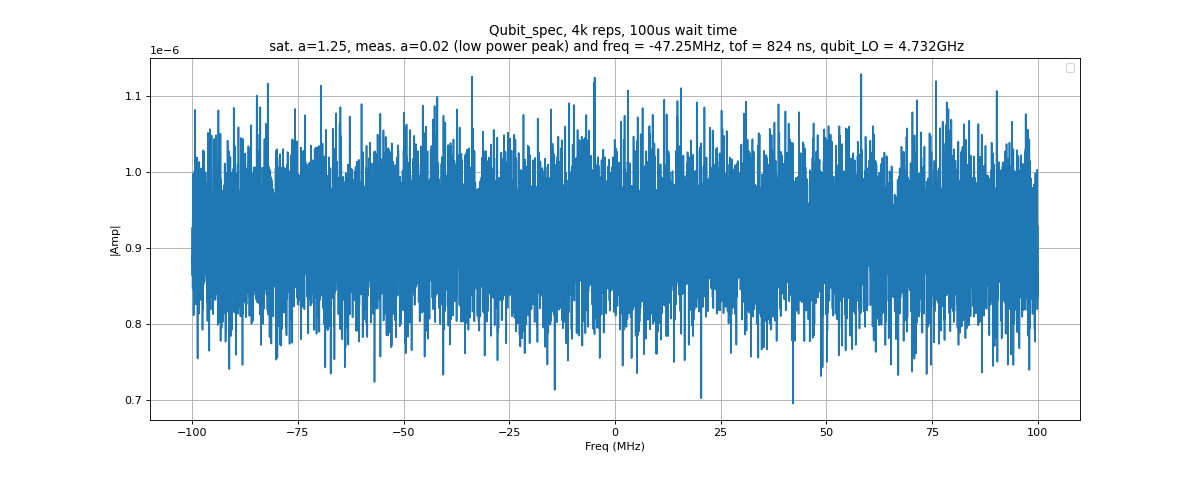 Qubit_spec, 4k reps, 100us wait time
sat. a=1.25, meas. a=0.02 (low power peak) and freq = -47.25MHz, tof = 824 ns, qubit_LO = 4.732GHz
1e−6
1.1
1.0
0.9
0.8
0.7
|Amp|
−100
−75
−50
−25
0
25
50
75
100
Freq (MHz)